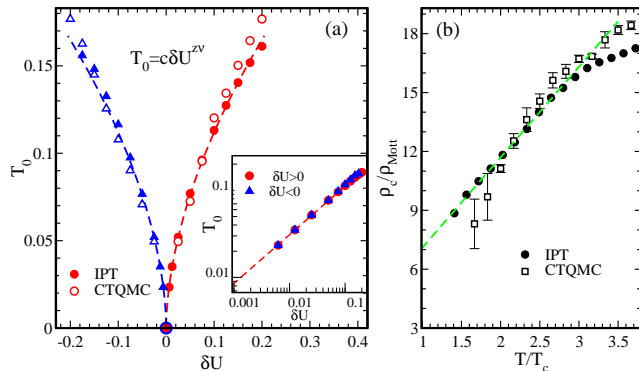 (a)
T₀=cδU^{zν}
T₀
0.15
0.1
0.05
0
-0.2 -0.1 0 0.1 0.2 0.3 0.4
δU
IPT
CTQMC
δU>0
δU<0
T₀
0.1
0.01
0.001 0.01 0.1
δU
(b)
ρc/ρMott
18
15
12
9
6
3
0
1 1.5 2 2.5 3 3.5
T/Tc
IPT
CTQMC